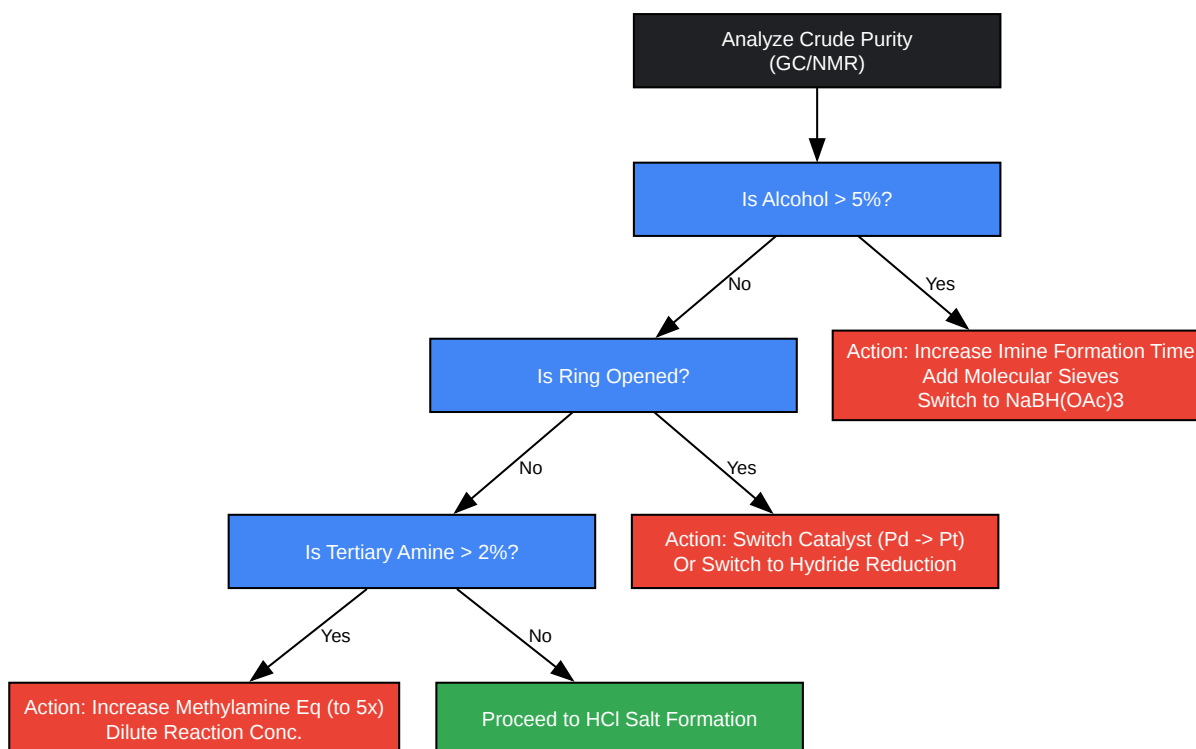 Analyze Crude Purity
(GC/NMR)
Is Alcohol > 5%?
No
Yes
Is Ring Opened?
Action: Increase Imine Formation Time
Add Molecular Sieves
Switch to NaBH(OAc)3
No
Yes
Is Tertiary Amine > 2%?
Action: Switch Catalyst (Pd -> Pt)
Or Switch to Hydride Reduction
Yes
No
Action: Increase Methylamine Eq (to 5x)
Dilute Reaction Conc.
Proceed to HCl Salt Formation